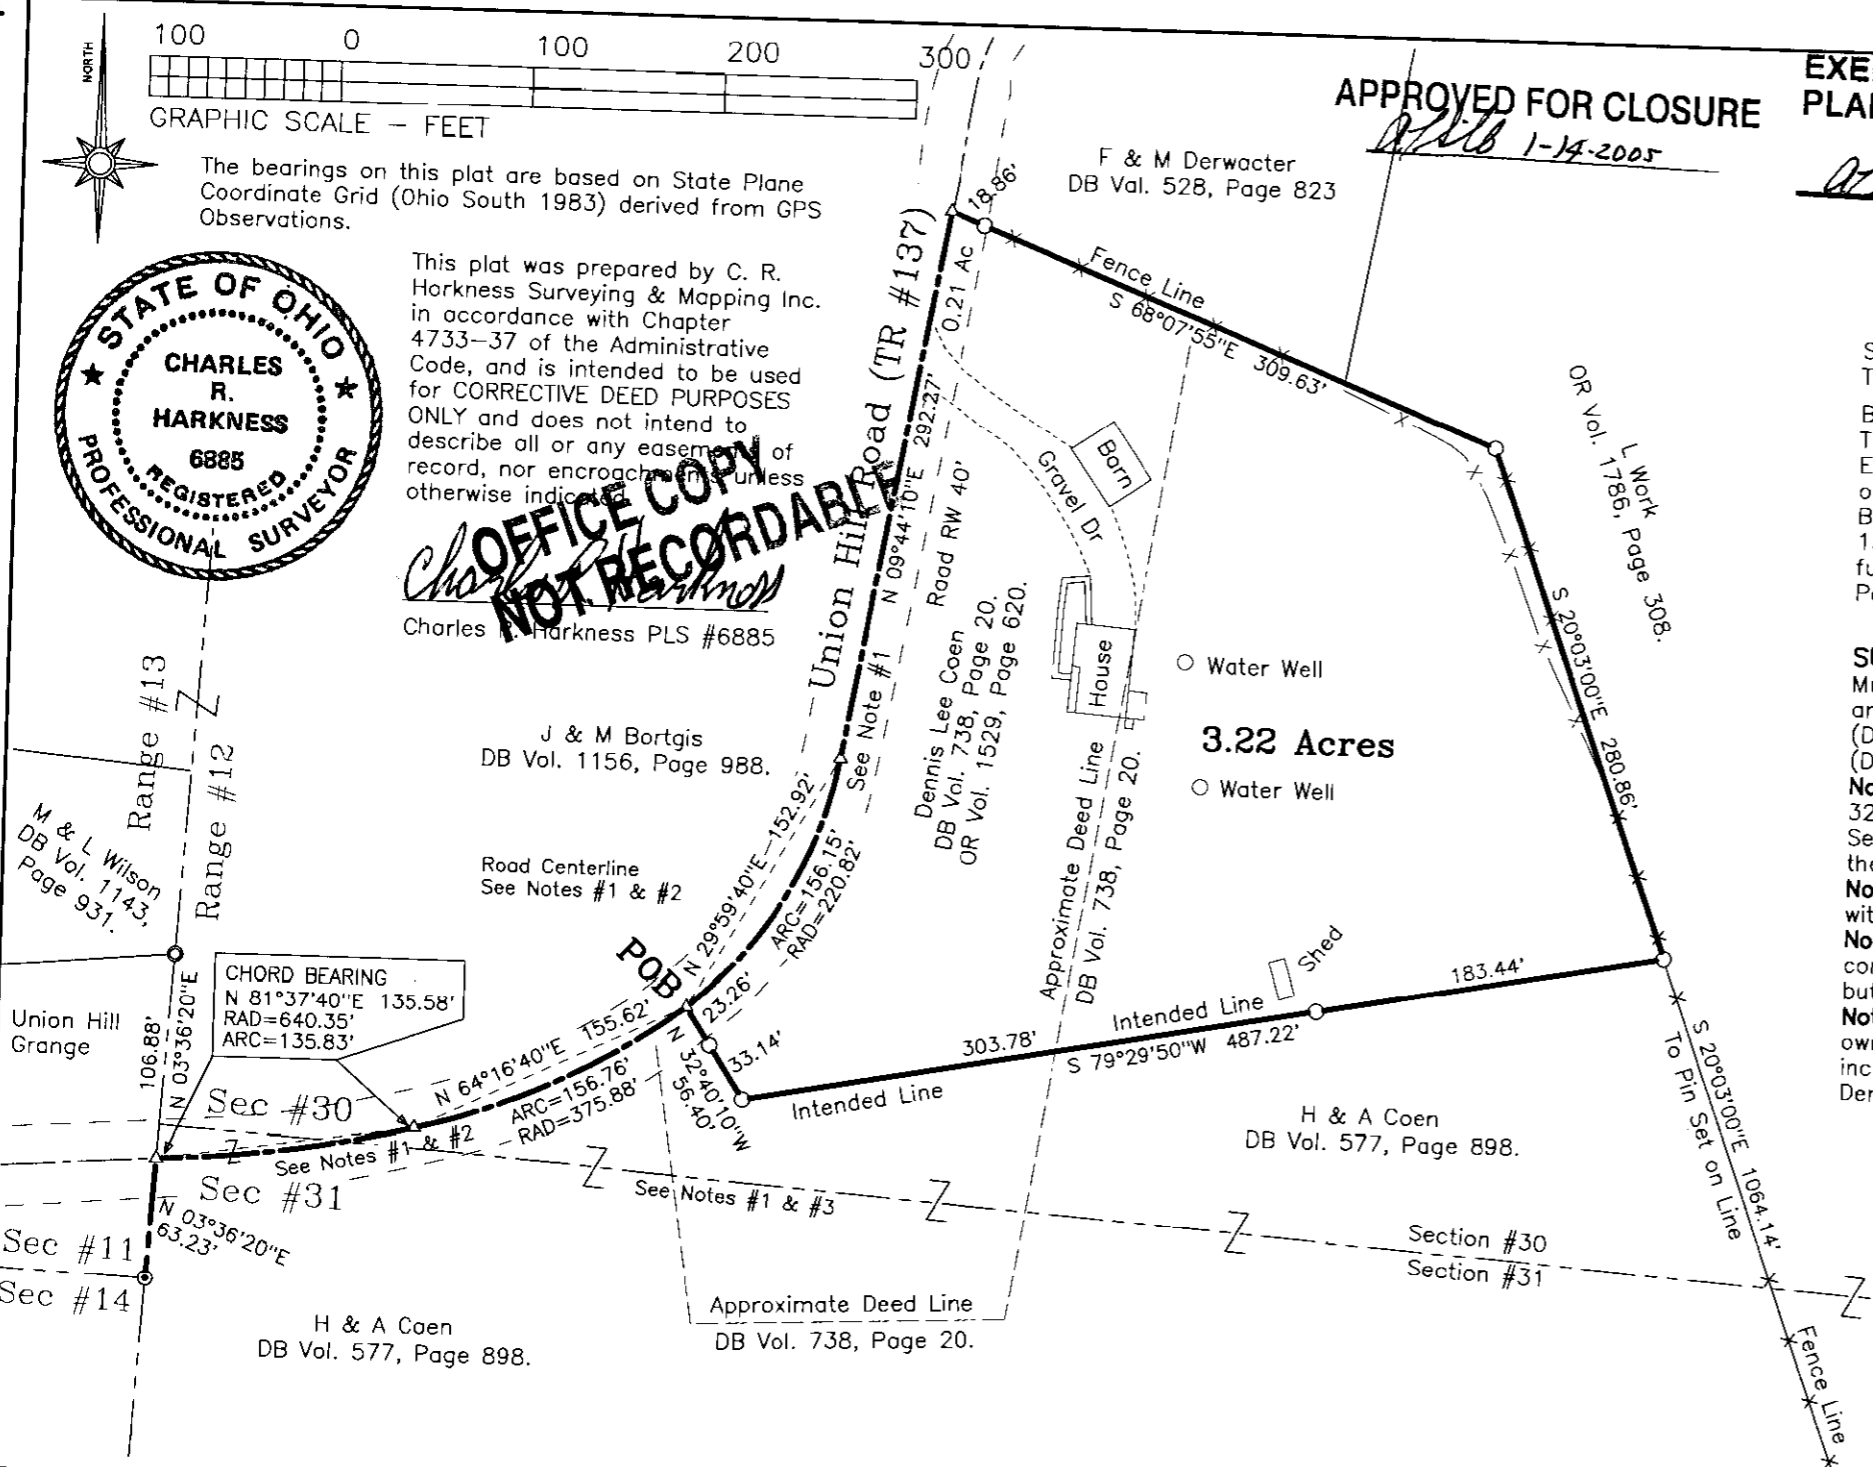 100 0 100 200 300
GRAPHIC SCALE – FEET
NORTH
The bearings on this plat are based on State Plane
Coordinate Grid (Ohio South 1983) derived from GPS
Observations.
STATE OF OHIO
CHARLES
R.
HARKNESS
6885
REGISTERED
PROFESSIONAL SURVEYOR
This plat was prepared by C. R.
Harkness Surveying & Mapping Inc.
in accordance with Chapter
4733–37 of the Administrative
Code, and is intended to be used
for CORRECTIVE DEED PURPOSES
ONLY and does not intend to
describe all or any easements of
record, nor encroachments unless
otherwise indicated.
OFFICE COPY
NOT RECORDABLE
Charles R. Harkness
Charles R. Harkness PLS #6885
APPROVED FOR CLOSURE
1-14-2005
EXE
PLA
F & M Derwacter
DB Val. 528, Page 823
18.86'
Fence Line
S 68°07'55"E 309.63'
0.21 Ac
Union Hill Road (TR #137)
N 09°44'10"E 292.27'
Road RW 40'
See Note #1
Gravel Dr
Barn
House
Water Well
3.22 Acres
Water Well
Shed
OR Vol. 1786, Page 308.
L Work
S 20°03'00"E 280.86'
Dennis Lee Coen
DB Vol. 738, Page 20.
OR Vol. 1529, Page 620.
Approximate Deed Line
DB Vol. 738, Page 20.
J & M Bortgis
DB Vol. 1156, Page 988.
Road Centerline
See Notes #1 & #2
Range #13
Range #12
M & L Wilson
DB Vol. 1143,
Page 931.
N 29°59'40"E 152.92'
ARC=156.15'
RAD=220.82'
POB
23.26'
33.14'
N 32°40'10"W
56.40'
303.78'
Intended Line
183.44'
S 79°29'50"W 487.22'
Intended Line
CHORD BEARING
N 81°37'40"E 135.58'
RAD=640.35'
ARC=135.83'
Union Hill
Grange
106.88'
N 03°36'20"E
N 64°16'40"E 155.62'
ARC=156.76'
RAD=375.88'
Sec #30
See Notes #1 & #2
Sec #31
N 03°36'20"E
63.23'
Sec #11
Sec #14
See Notes #1 & #3
H & A Coen
DB Vol. 577, Page 898.
S 20°03'00"E 1064.14'
To Pin Set on Line
Section #30
Section #31
Approximate Deed Line
DB Vol. 738, Page 20.
H & A Caen
DB Vol. 577, Page 898.
Fence Line